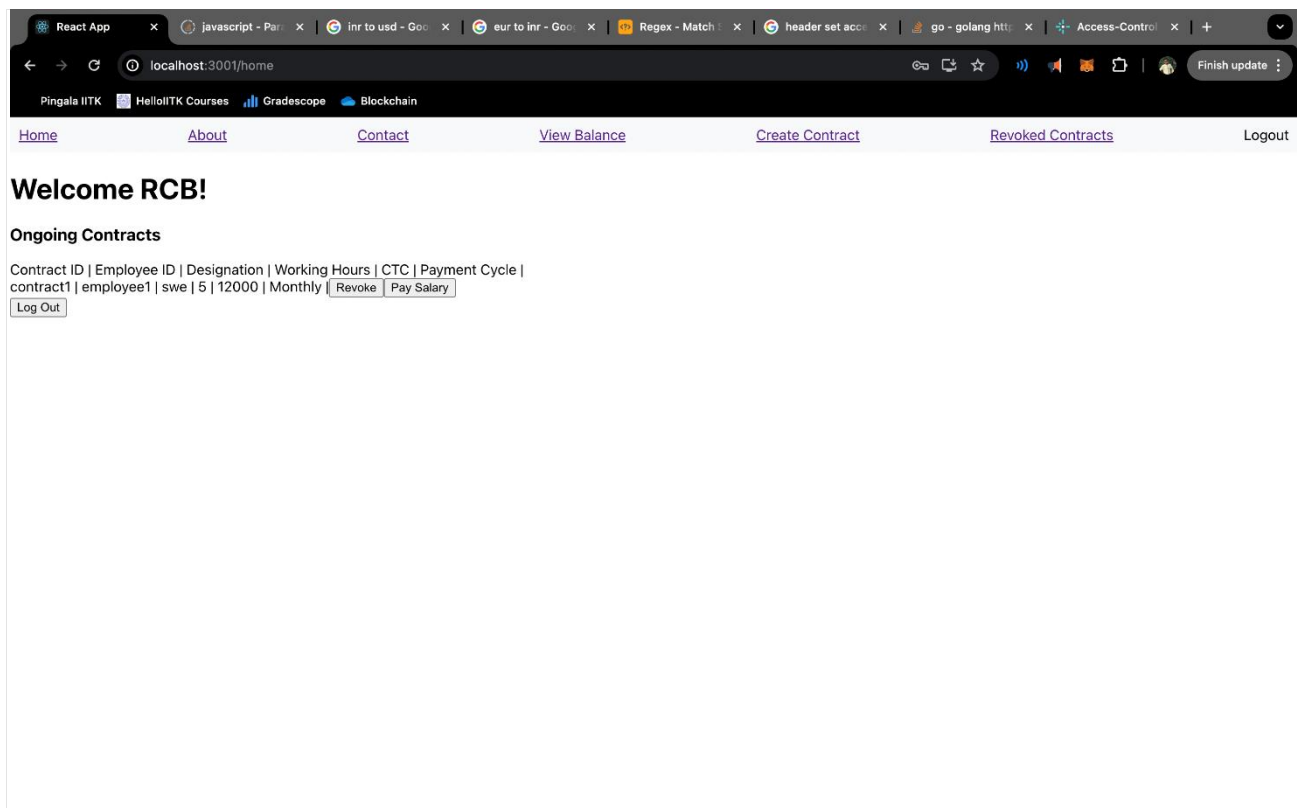 React App javascript - Par inr to usd - Goo eur to inr - Goo Regex - Match S header set acce go - golang http Access-Control
localhost:3001/home Finish update
Pingala IITK HelloIITK Courses Gradescope Blockchain
Home About Contact View Balance Create Contract Revoked Contracts Logout
Welcome RCB!
Ongoing Contracts
Contract ID | Employee ID | Designation | Working Hours | CTC | Payment Cycle |
contract1 | employee1 | swe | 5 | 12000 | Monthly | Revoke Pay Salary
Log Out